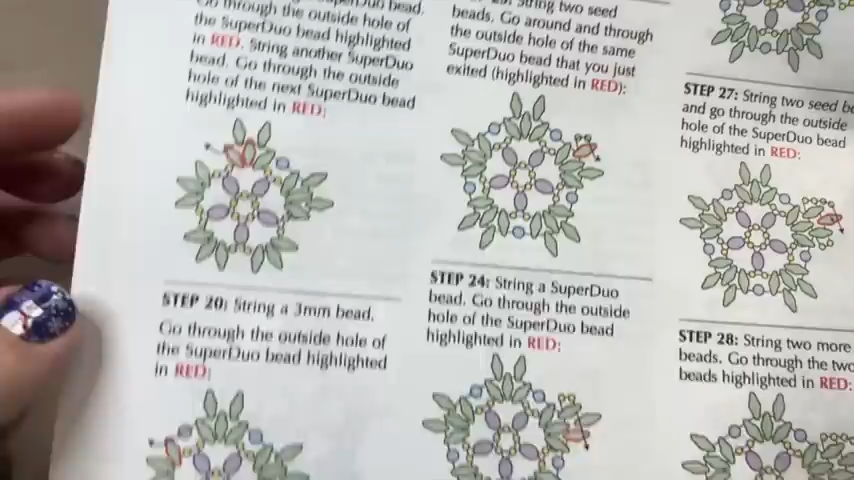 through the outside hole of
the SuperDuo bead highlighted
in RED. String another SuperDuo
bead. Go through the outside
hole of the next SuperDuo bead
highlighted in RED:
STEP 20: String a 3mm bead.
Go through the outside hole of
the SuperDuo bead highlighted
in RED:
String two seed
beads. Go around and through
the outside hole of the same
SuperDuo bead that you just
exited (highlighted in RED):
STEP 24: String a SuperDuo
bead. Go through the outside
hole of the SuperDuo bead
highlighted in RED:
STEP 27: String two seed
and go through the outside
hole of the SuperDuo bead
highlighted in RED:
STEP 28: String two more
beads. Go through the
beads highlighted in RED: